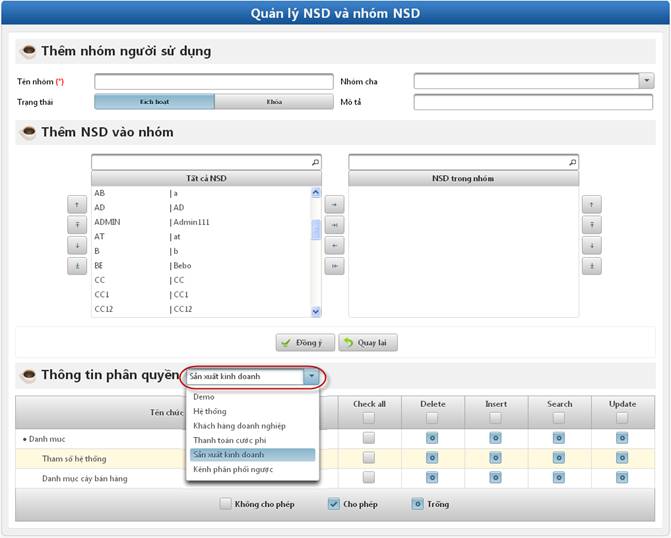 Quản lý NSD và nhóm NSD
Thêm nhóm người sử dụng
Tên nhóm (*)
Nhóm cha
Trạng thái
Kích hoạt
Khóa
Mô tả
Thêm NSD vào nhóm
Tất cả NSD
NSD trong nhóm
AB | a
AD | AD
ADMIN | Admin111
AT | at
B | b
BE | Bebo
CC | CC
CC1 | CC1
CC12 | CC12
Đồng ý
Quay lại
Thông tin phân quyền
Sản xuất kinh doanh
Demo
Hệ thống
Khách hàng doanh nghiệp
Thanh toán cước phí
Sản xuất kinh doanh
Kênh phân phối ngược
Tên chức
Check all
Delete
Insert
Search
Update
Danh mục
Tham số hệ thống
Danh mục cây bán hàng
Không cho phép
Cho phép
Trống